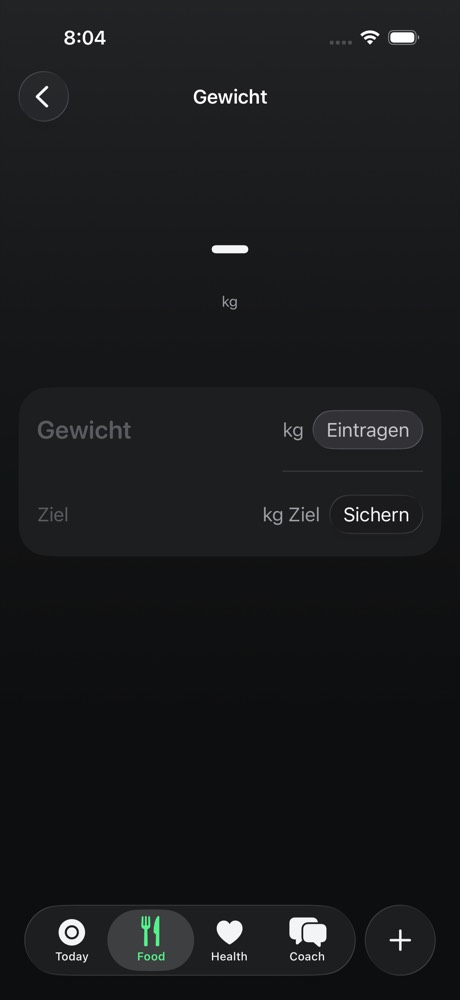 8:04
Gewicht
—
kg
Gewicht kg Eintragen
Ziel kg Ziel Sichern
Today Food Health Coach